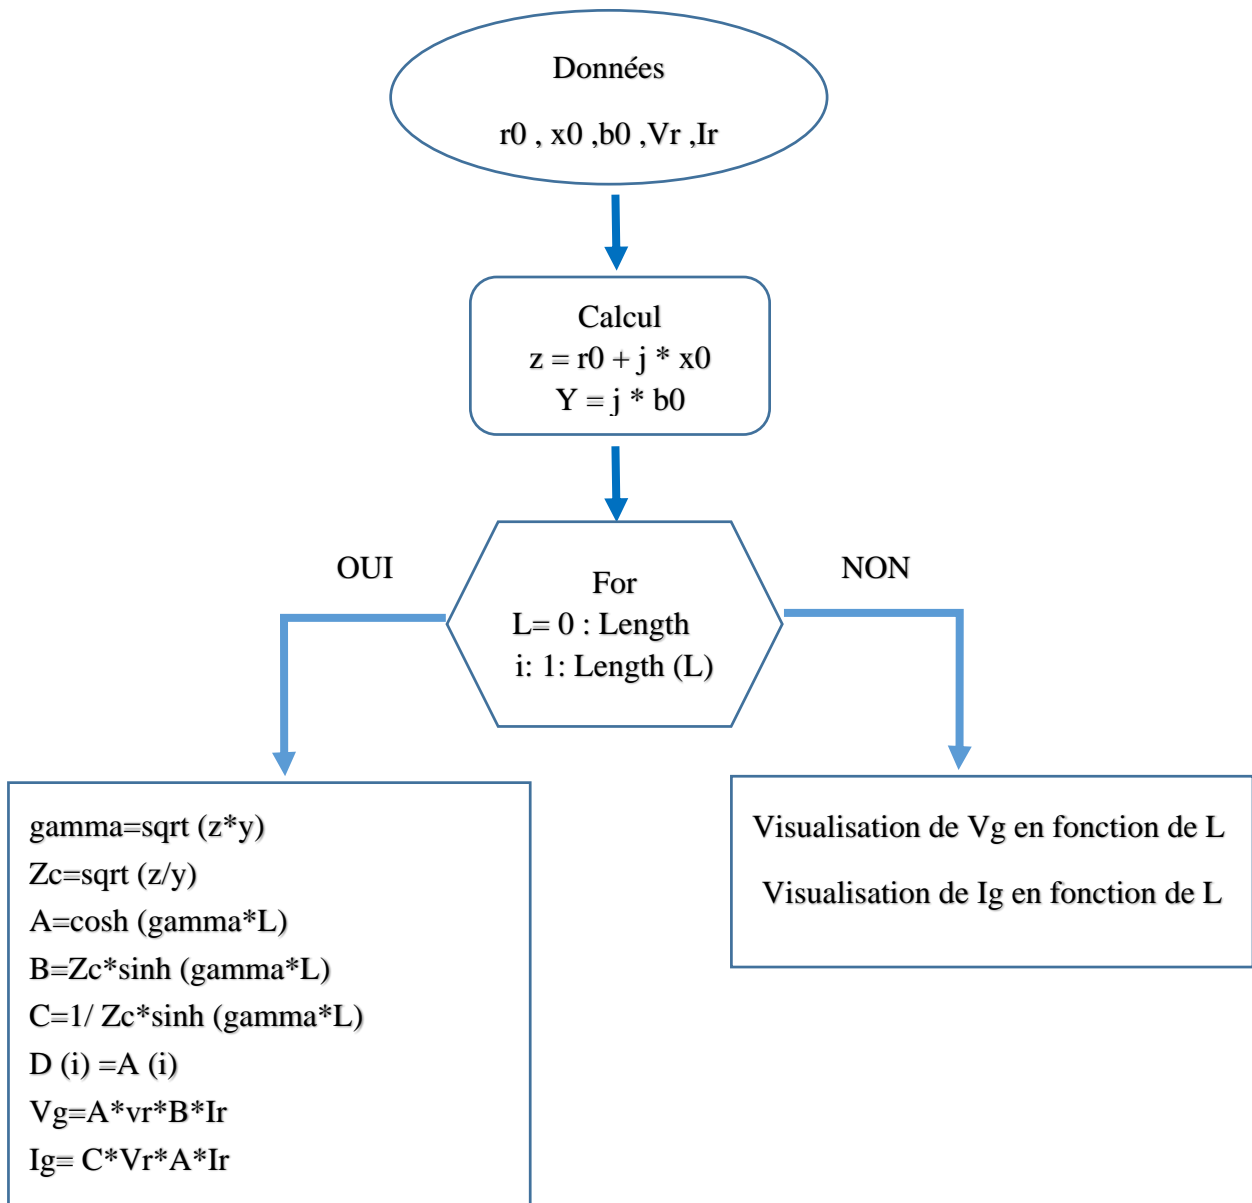 Données
r0 , x0 ,b0 ,Vr ,Ir
Calcul
z = r0 + j * x0
Y = j * b0
OUI
NON
For
L= 0 : Length
i: 1: Length (L)
gamma=sqrt (z*y)
Zc=sqrt (z/y)
A=cosh (gamma*L)
B=Zc*sinh (gamma*L)
C=1/ Zc*sinh (gamma*L)
D (i) =A (i)
Vg=A*vr*B*Ir
Ig= C*Vr*A*Ir
Visualisation de Vg en fonction de L
Visualisation de Ig en fonction de L